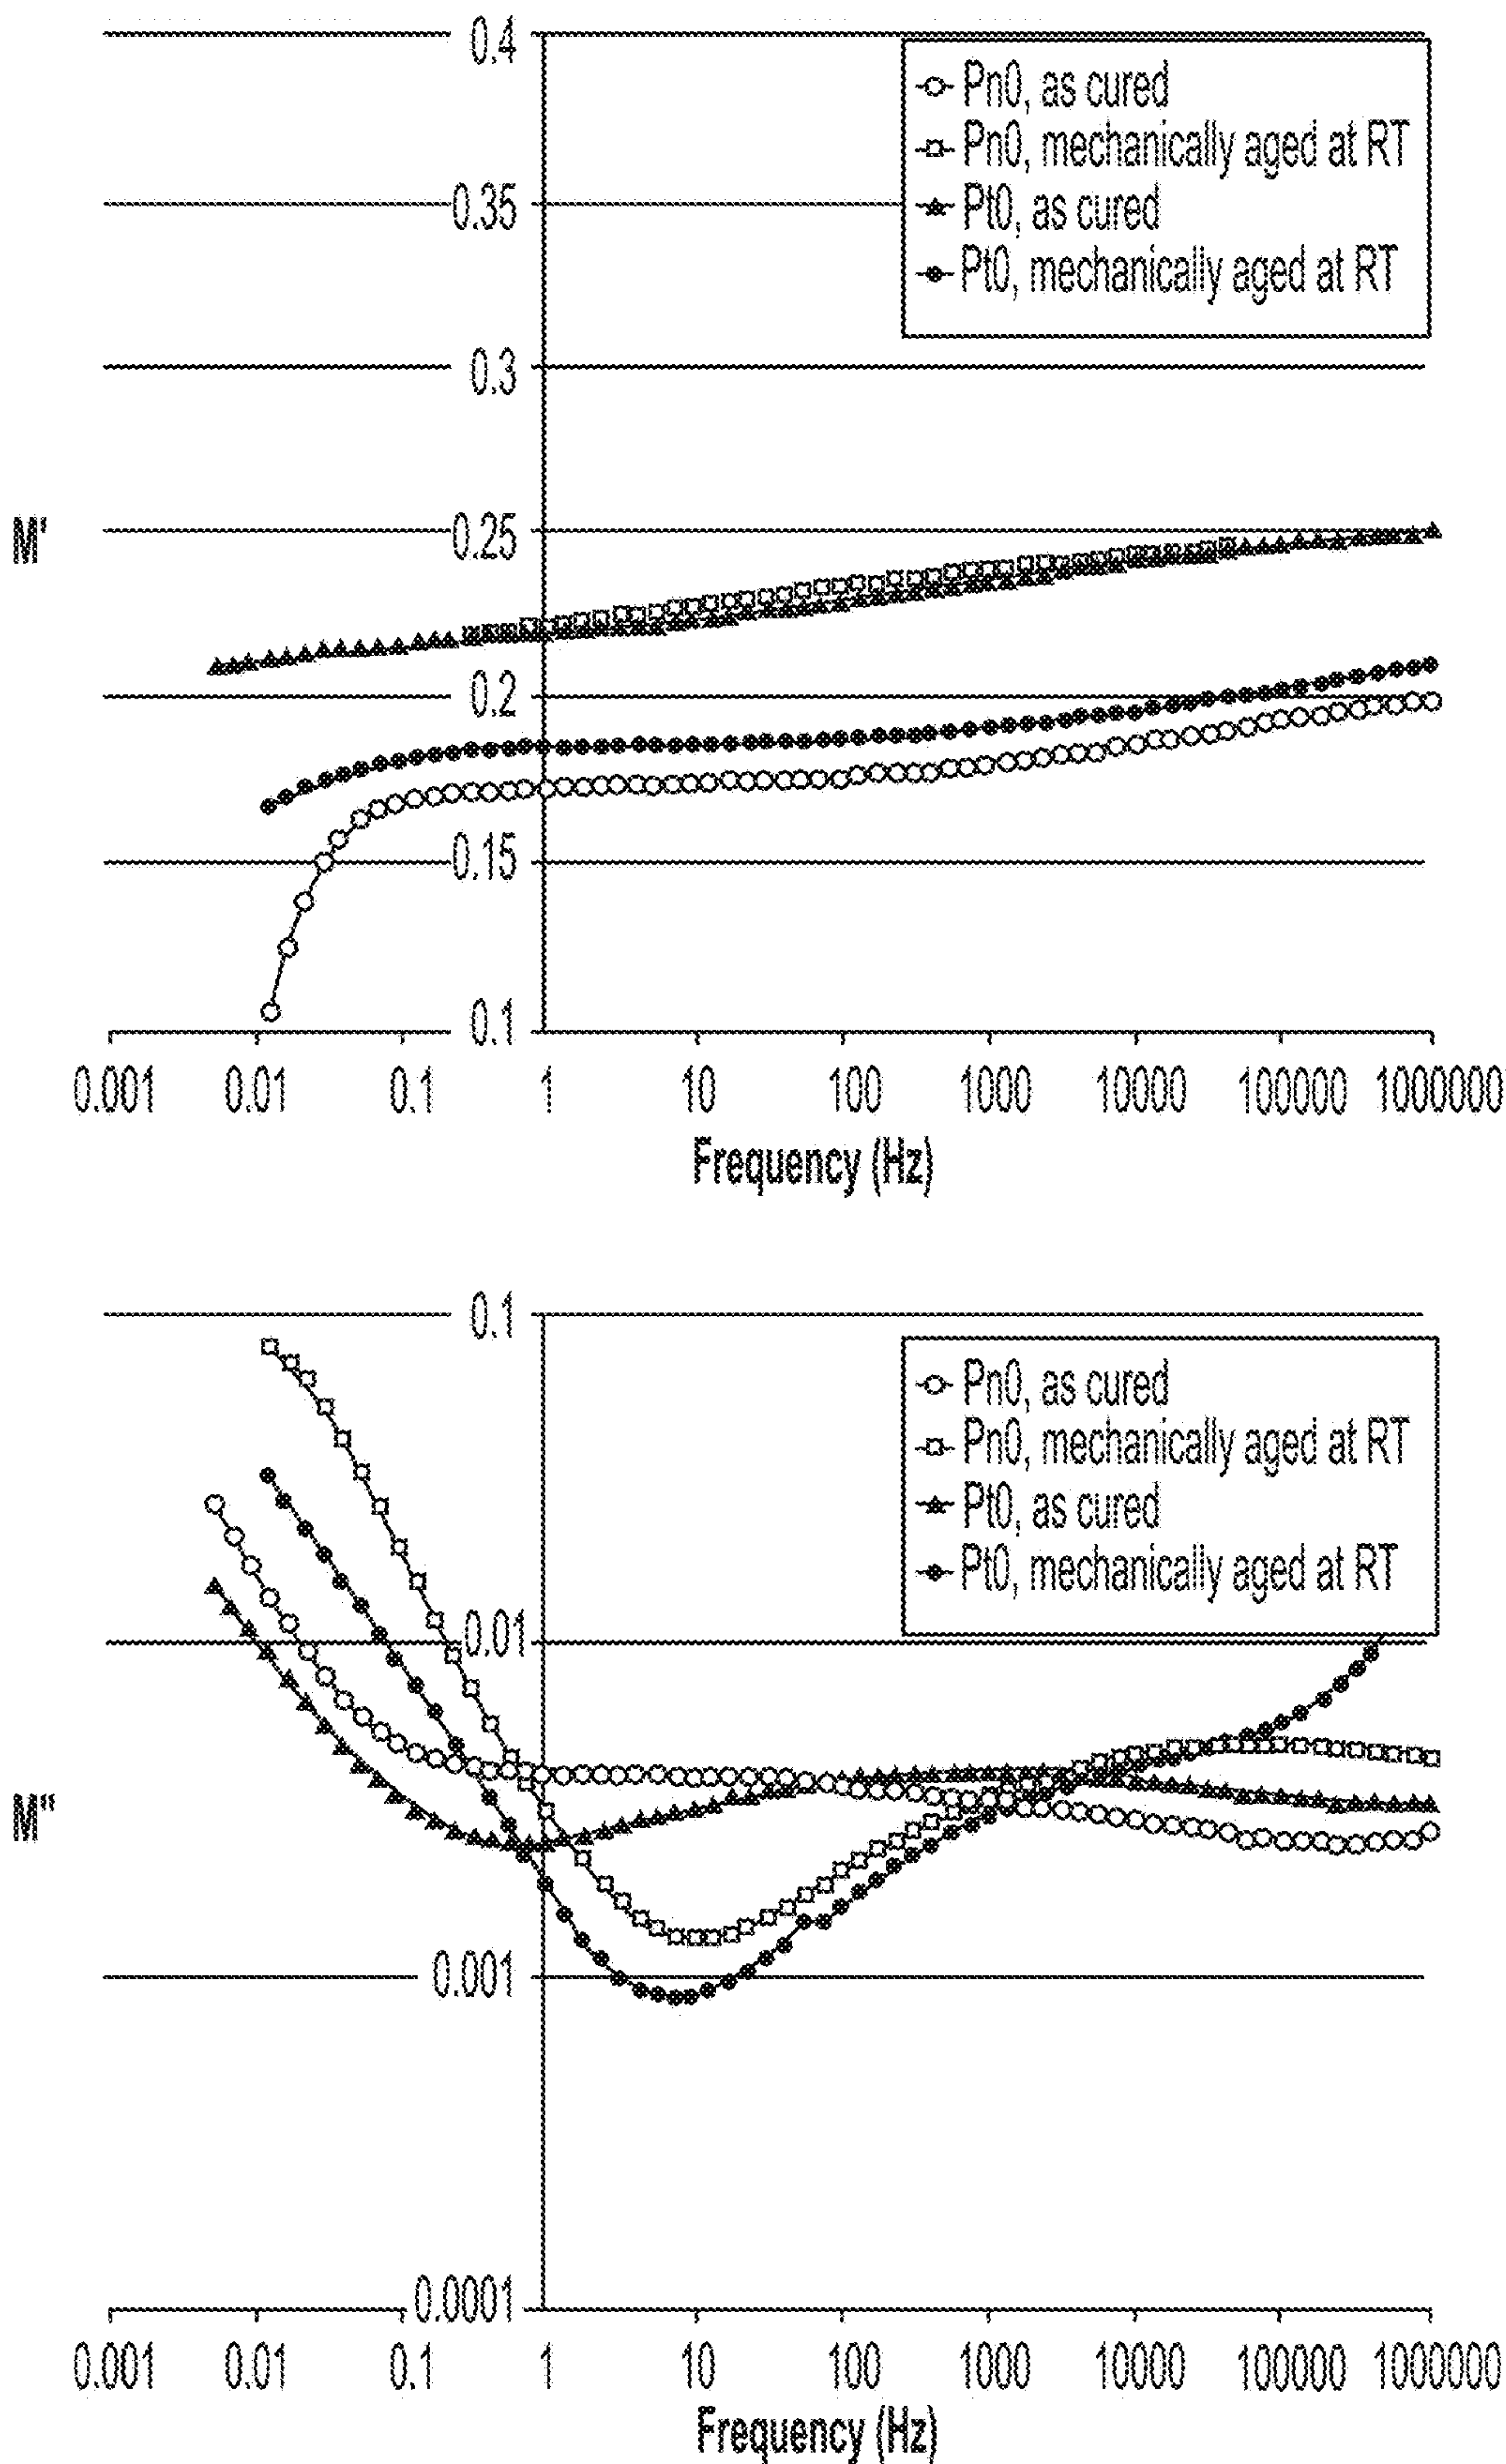 0.4
0.35
0.3
0.25
0.2
0.15
0.1
M'
Pn0, as cured
Pn0, mechanically aged at RT
Pt0, as cured
Pt0, mechanically aged at RT
0.001 0.01 0.1 1 10 100 1000 10000 100000 1000000
Frequency (Hz)
0.1
0.01
0.001
0.0001
M"
Pn0, as cured
Pn0, mechanically aged at RT
Pt0, as cured
Pt0, mechanically aged at RT
0.001 0.01 0.1 1 10 100 1000 10000 100000 1000000
Frequency (Hz)